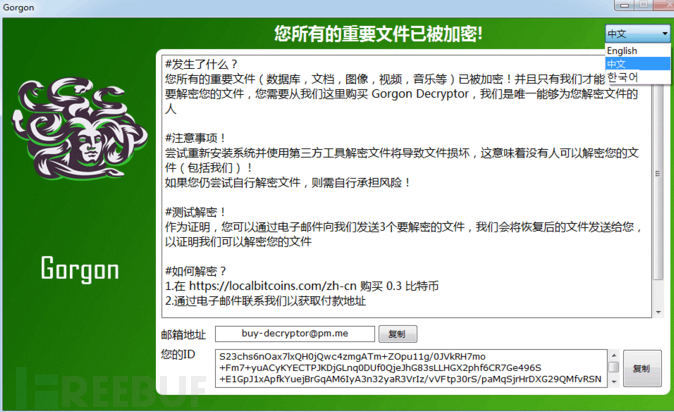 Gorgon
您所有的重要文件已被加密!
中文
English
中文
한국어
#发生了什么？
您所有的重要文件（数据库，文档，图像，视频，音乐等）已被加密！并且只有我们才能
要解密您的文件，您需要从我们这里购买 Gorgon Decryptor，我们是唯一能够为您解密文件的
人
#注意事项！
尝试重新安装系统并使用第三方工具解密文件将导致文件损坏，这意味着没有人可以解密您的文
件（包括我们）！
如果您仍尝试自行解密文件，则需自行承担风险！
#测试解密！
作为证明，您可以通过电子邮件向我们发送3个要解密的文件，我们会将恢复后的文件发送给您，
以证明我们可以解密您的文件
#如何解密？
1.在 https://localbitcoins.com/zh-cn 购买 0.3 比特币
2.通过电子邮件联系我们以获取付款地址
Gorgon
邮箱地址
buy-decryptor@pm.me
复制
您的ID
S23chs6nOax7lxQH0jQwc4zmgATm+ZOpu11g/0JVkRH7mo
+Fm7+yuACyKYECTPJKDjGLnq0DUf0QjeJhG83sLLHGX2phf6CR7Ge496S
+E1GpJ1xApfkYuejBrGqAM6IyA3n32yaR3VrIz/vVFtp30rS/paMqSjrHrDXG29QMfvRSN
复制
FREEBUF